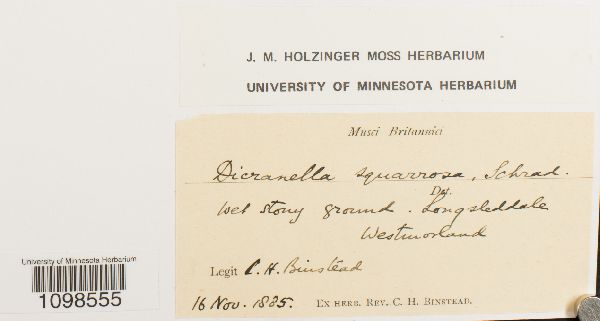 J. M. HOLZINGER MOSS HERBARIUM
UNIVERSITY OF MINNESOTA HERBARIUM
Musci Britannici
Dicranella squarrosa, Schrad.
Wet stony ground. Longsleddale
Westmorland
Legit C. H. Binstead
16 Nov. 1885. EX HERB. REV. C. H. BINSTEAD.
University of Minnesota Herbarium
1098555